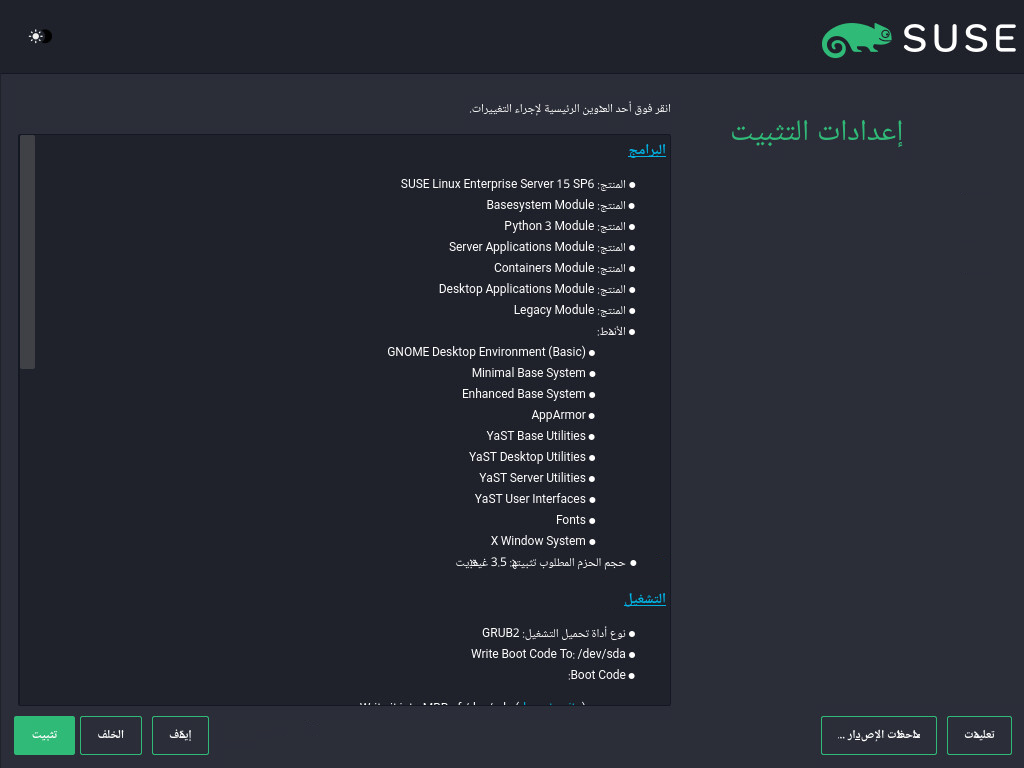 SUSE
إعدادات التثبيت
انقر فوق أحد العناوين الرئيسية لإجراء التغييرات.
البرامج
المنتج: SUSE Linux Enterprise Server 15 SP6
المنتج: Basesystem Module
المنتج: Python 3 Module
المنتج: Server Applications Module
المنتج: Containers Module
المنتج: Desktop Applications Module
المنتج: Legacy Module
الأنماط:
GNOME Desktop Environment (Basic)
Minimal Base System
Enhanced Base System
AppArmor
YaST Base Utilities
YaST Desktop Utilities
YaST Server Utilities
YaST User Interfaces
Fonts
X Window System
حجم الحزم المطلوب تثبيتها: 3.5 غيغابايت
التشغيل
نوع أداة تحميل التشغيل: GRUB2
Write Boot Code To: /dev/sda
Boot Code:
تعليمات
ملاحظات الإصدار ...
إيقاف
الخلف
تثبيت